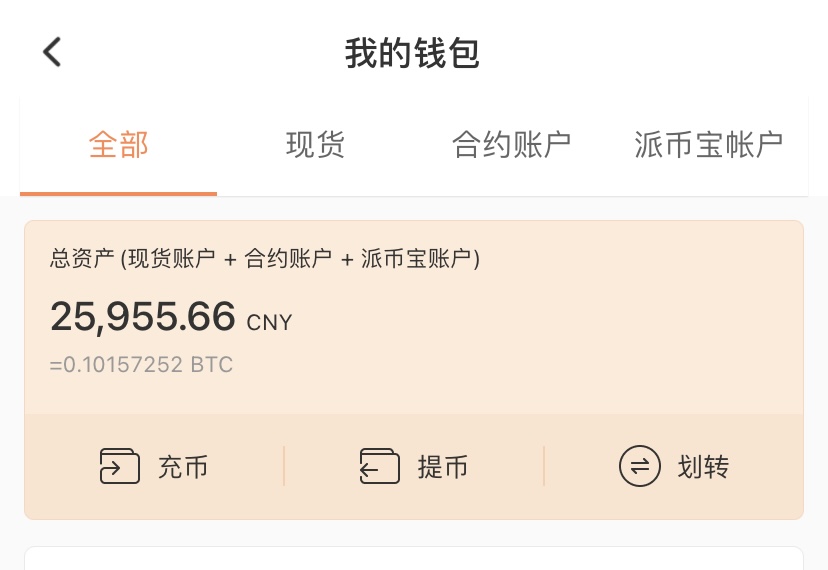 我的钱包
全部 现货 合约账户 派币宝帐户
总资产 (现货账户 + 合约账户 + 派币宝账户)
25,955.66 CNY
=0.10157252 BTC
充币 提币 划转